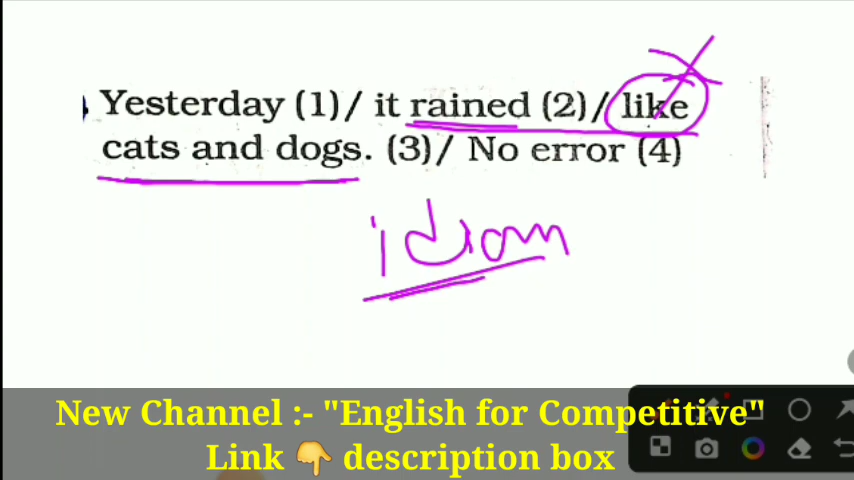 Yesterday (1)/ it rained (2)/ like
cats and dogs. (3)/ No error (4)
idiom
New Channel :- "English for Competitive"
Link 👇 description box